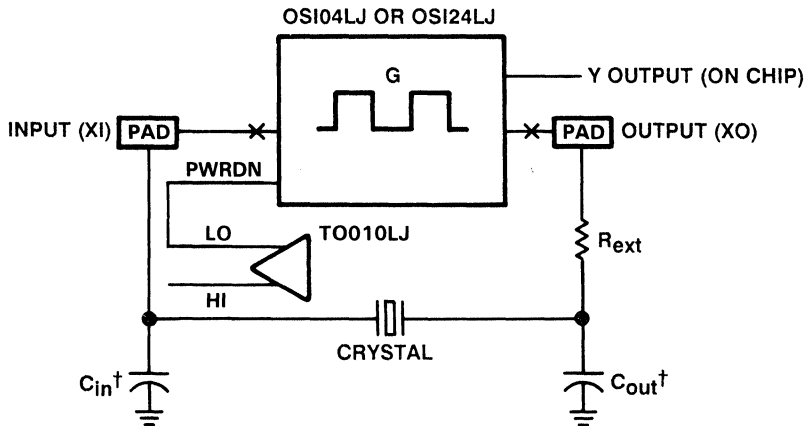 OSI04LJ OR OSI24LJ
G
Y OUTPUT (ON CHIP)
INPUT (XI)
PAD
PAD
OUTPUT (XO)
PWRDN
LO
TO010LJ
HI
Rext
CRYSTAL
Cin†
Cout†